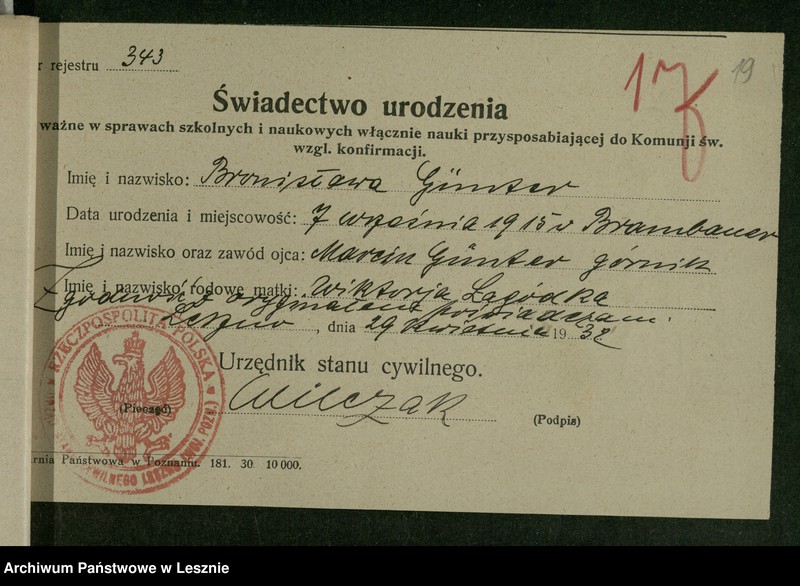 r rejestru 343
17
19
Świadectwo urodzenia
ważne w sprawach szkolnych i naukowych włącznie nauki przysposabiającej do Komunji św.
wzgl. konfirmacji.
Imię i nazwisko: Bronisława Günter
Data urodzenia i miejscowość: 7 września 1915 w Brambauer
Imię i nazwisko oraz zawód ojca: Marcin Günter górnik
Imię i nazwisko rodowe matki: Wiktorja Łagódka
Zgodność z oryginałem poświadczam.
Leszno, dnia 29 kwietnia 1932
Urzędnik stanu cywilnego.
(Pieczęć) Wilczak
(Podpis)
RZECZPOSPOLITA POLSKA
arnia Państwowa w Poznaniu. 181. 30. 10 000.
Archiwum Państwowe w Lesznie